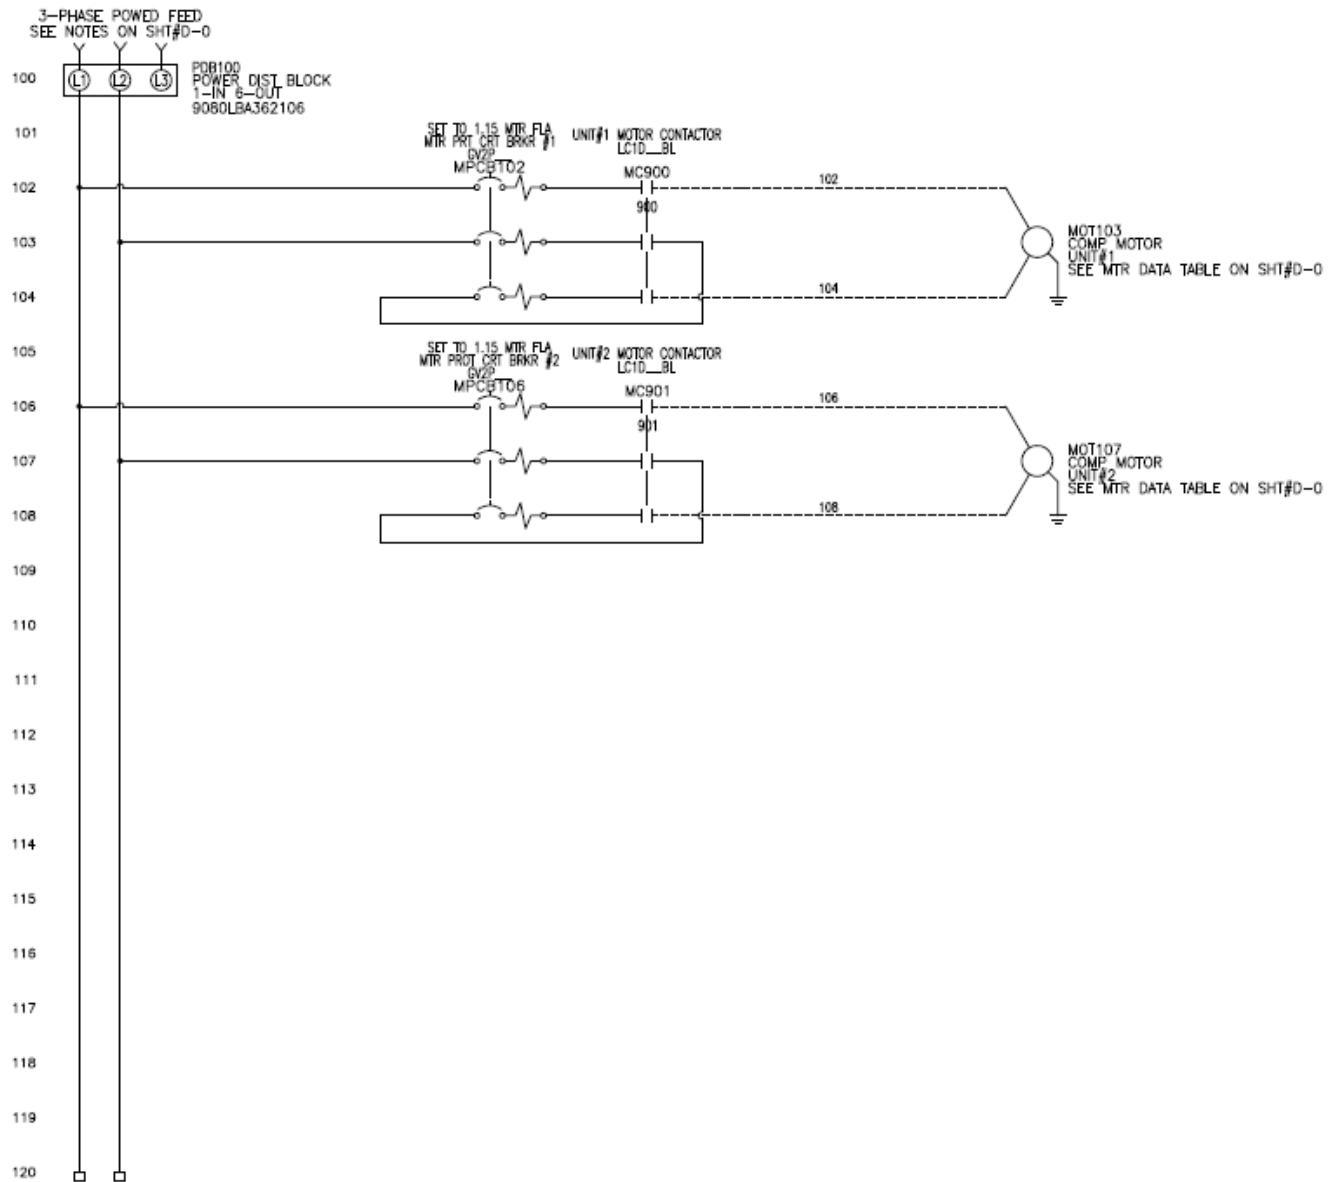 3-PHASE POWED FEED
SEE NOTES ON SHT#D-0
100
L1 L2 L3
PDB100
POWER DIST BLOCK
1-IN 6-OUT
9080LBA362106
101
SET TO 1.15 MTR FLA
MTR PRT CRT BRKR #1
GV2P__
MPCB102
UNIT#1 MOTOR CONTACTOR
LC1D__BL
MC900
102
102
900
103
MOT103
COMP MOTOR
UNIT#1
SEE MTR DATA TABLE ON SHT#D-0
104
104
105
SET TO 1.15 MTR FLA
MTR PROT CRT BRKR #2
GV2P__
MPCB106
UNIT#2 MOTOR CONTACTOR
LC1D__BL
MC901
106
106
901
107
MOT107
COMP MOTOR
UNIT#2
SEE MTR DATA TABLE ON SHT#D-0
108
108
109
110
111
112
113
114
115
116
117
118
119
120